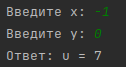 Введите x: -1
Введите y: 0
Ответ: u = 7